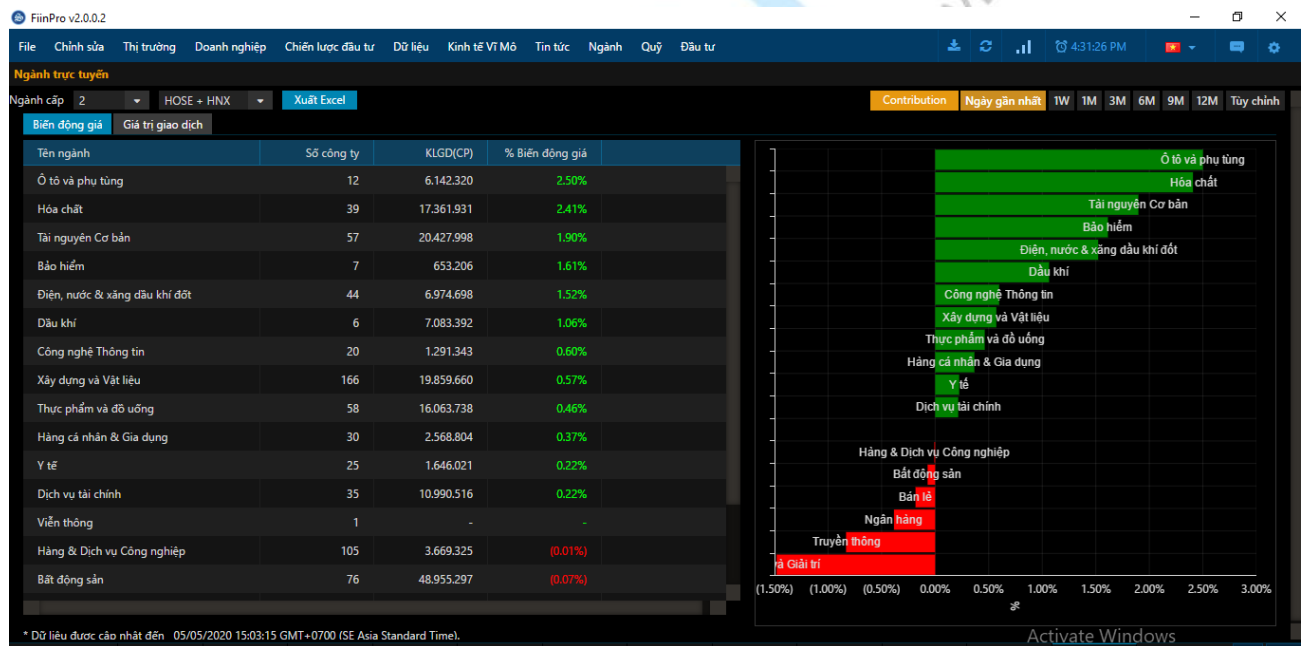 FiinPro v2.0.0.2
File Chỉnh sửa Thị trường Doanh nghiệp Chiến lược đầu tư Dữ liệu Kinh tế Vĩ Mô Tin tức Ngành Quỹ Đầu tư 4:31:26 PM
Ngành trực tuyến
Ngành cấp 2 HOSE + HNX Xuất Excel Contribution Ngày gần nhất 1W 1M 3M 6M 9M 12M Tùy chỉnh
Biến động giá Giá trị giao dịch
Tên ngành Số công ty KLGD(CP) % Biến động giá
Ô tô và phụ tùng 12 6.142.320 2.50%
Hóa chất 39 17.361.931 2.41%
Tài nguyên Cơ bản 57 20.427.998 1.90%
Bảo hiểm 7 653.206 1.61%
Điện, nước & xăng dầu khí đốt 44 6.974.698 1.52%
Dầu khí 6 7.083.392 1.06%
Công nghệ Thông tin 20 1.291.343 0.60%
Xây dựng và Vật liệu 166 19.859.660 0.57%
Thực phẩm và đồ uống 58 16.063.738 0.46%
Hàng cá nhân & Gia dụng 30 2.568.804 0.37%
Y tế 25 1.646.021 0.22%
Dịch vụ tài chính 35 10.990.516 0.22%
Viễn thông 1 - -
Hàng & Dịch vụ Công nghiệp 105 3.669.325 (0.01%)
Bất động sản 76 48.955.297 (0.07%)
* Dữ liệu được cập nhật đến 05/05/2020 15:03:15 GMT+0700 (SE Asia Standard Time).
Ô tô và phụ tùng
Hóa chất
Tài nguyên Cơ bản
Bảo hiểm
Điện, nước & xăng dầu khí đốt
Dầu khí
Công nghệ Thông tin
Xây dựng và Vật liệu
Thực phẩm và đồ uống
Hàng cá nhân & Gia dụng
Y tế
Dịch vụ tài chính
Hàng & Dịch vụ Công nghiệp
Bất động sản
Bán lẻ
Ngân hàng
Truyền thông
và Giải trí
(1.50%) (1.00%) (0.50%) 0.00% 0.50% 1.00% 1.50% 2.00% 2.50% 3.00%
%
Activate Windows